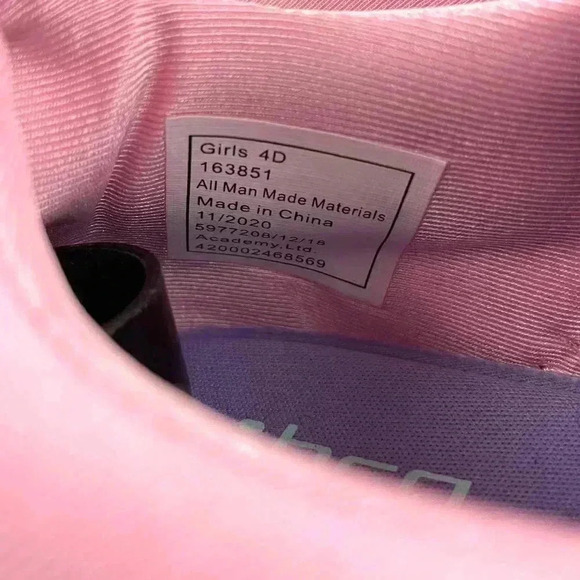 Girls 4D
163851
All Man Made Materials
Made in China
11/2020
5977208/12/18
Academy,Ltd.
420002468569